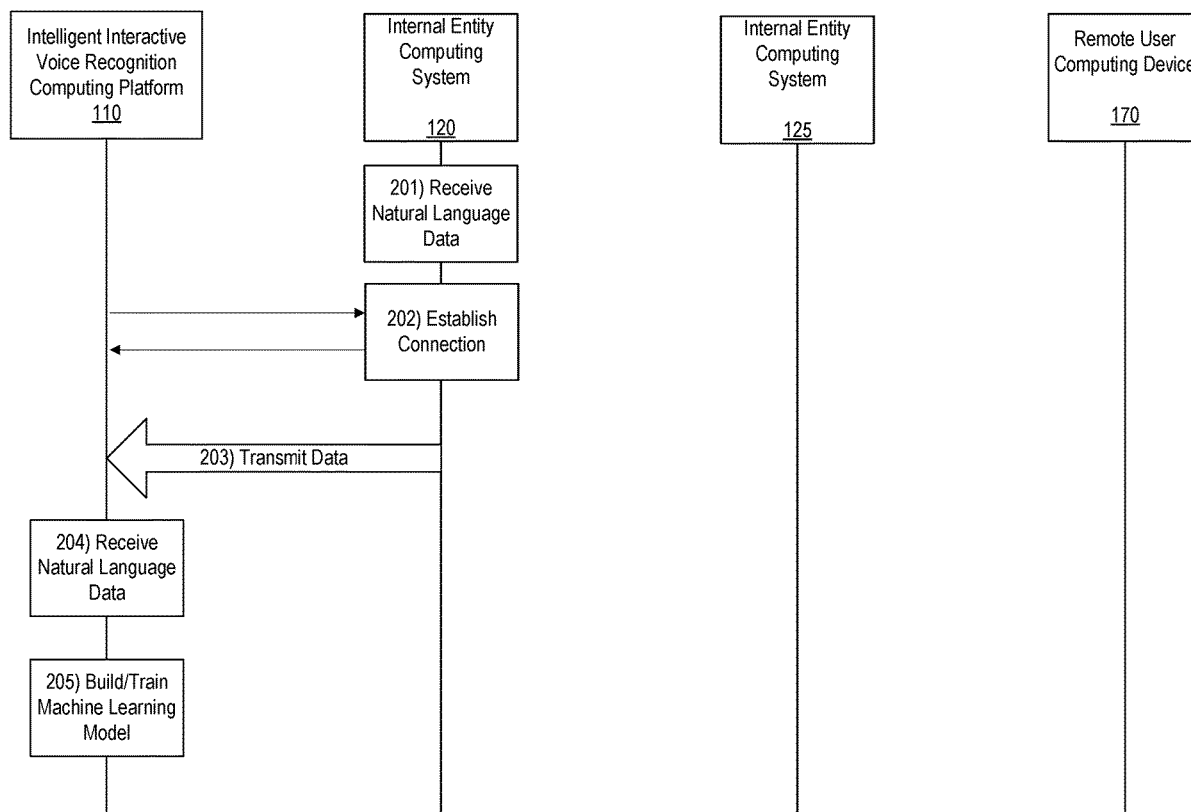 Intelligent Interactive
Voice Recognition
Computing Platform
110
Internal Entity
Computing
System
120
Internal Entity
Computing
System
125
Remote User
Computing Device
170
201) Receive
Natural Language
Data
202) Establish
Connection
203) Transmit Data
204) Receive
Natural Language
Data
205) Build/Train
Machine Learning
Model